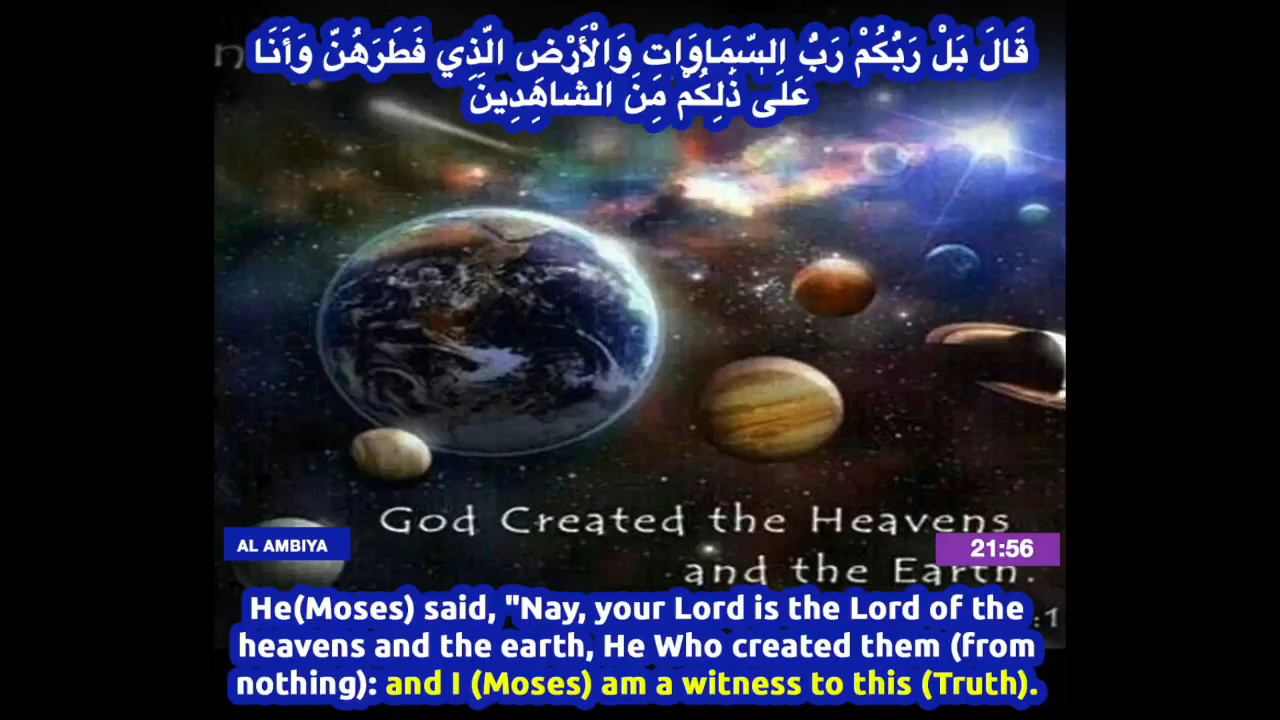 قَالَ بَلْ رَبُّكُمْ رَبُّ السَّمَاوَاتِ وَالْأَرْضِ الَّذِي فَطَرَهُنَّ وَأَنَا
عَلَىٰ ذَٰلِكُمْ مِّنَ الشَّاهِدِينَ
God Created the Heavens
and the Earth.
:1
AL AMBIYA
21:56
He(Moses) said, "Nay, your Lord is the Lord of the
heavens and the earth, He Who created them (from
nothing): and I (Moses) am a witness to this (Truth).